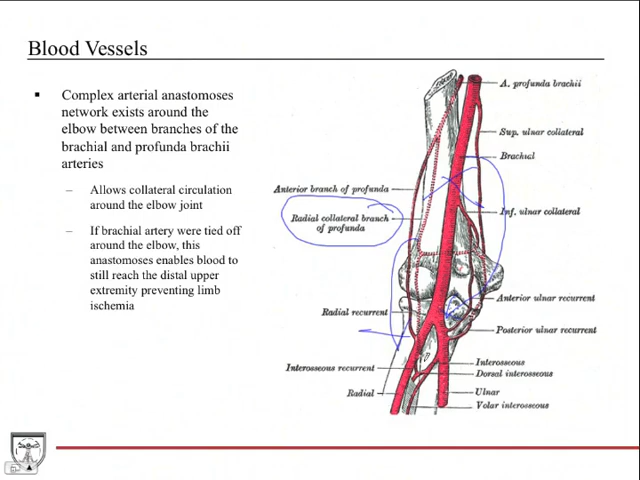 Blood Vessels
Complex arterial anastomoses
network exists around the
elbow between branches of the
brachial and profunda brachii
arteries
– Allows collateral circulation
around the elbow joint
– If brachial artery were tied off
around the elbow, this
anastomoses enables blood to
still reach the distal upper
extremity preventing limb
ischemia
A. profunda brachii
Sup. ulnar collateral
Brachial
Anterior branch of profunda
Radial collateral branch
of profunda
Inf. ulnar collateral
Anterior ulnar recurrent
Radial recurrent
Posterior ulnar recurrent
Interosseous recurrent
Interosseous
Dorsal interosseous
Radial
Ulnar
Volar interosseous